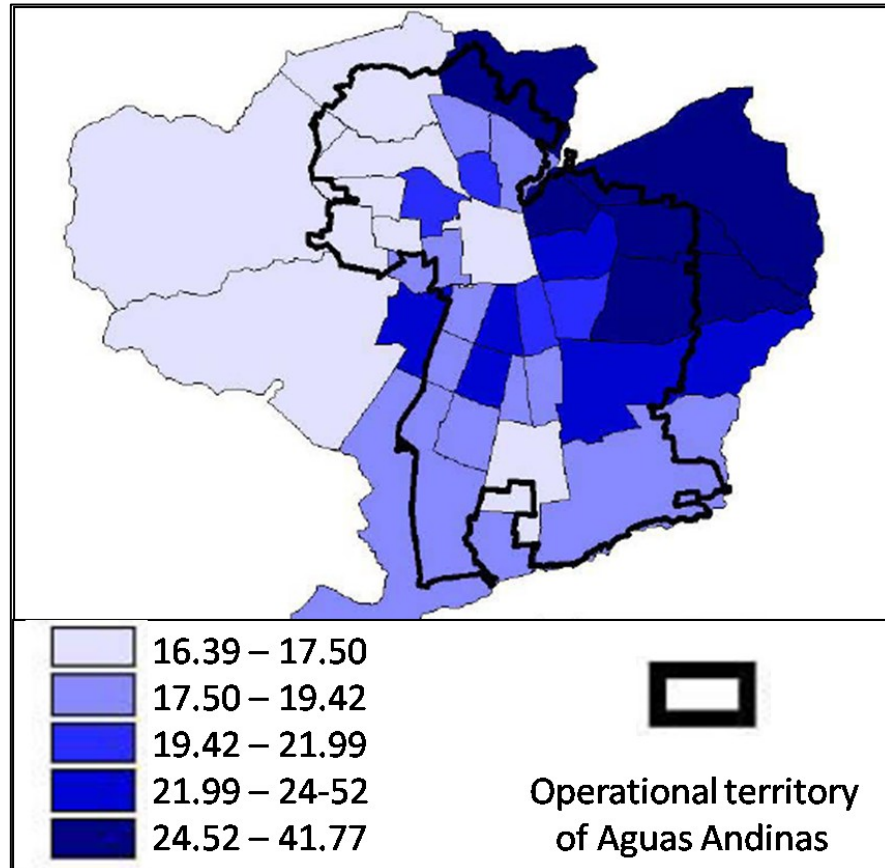 16.39 – 17.50
17.50 – 19.42
19.42 – 21.99
21.99 – 24-52
24.52 – 41.77
Operational territory
of Aguas Andinas